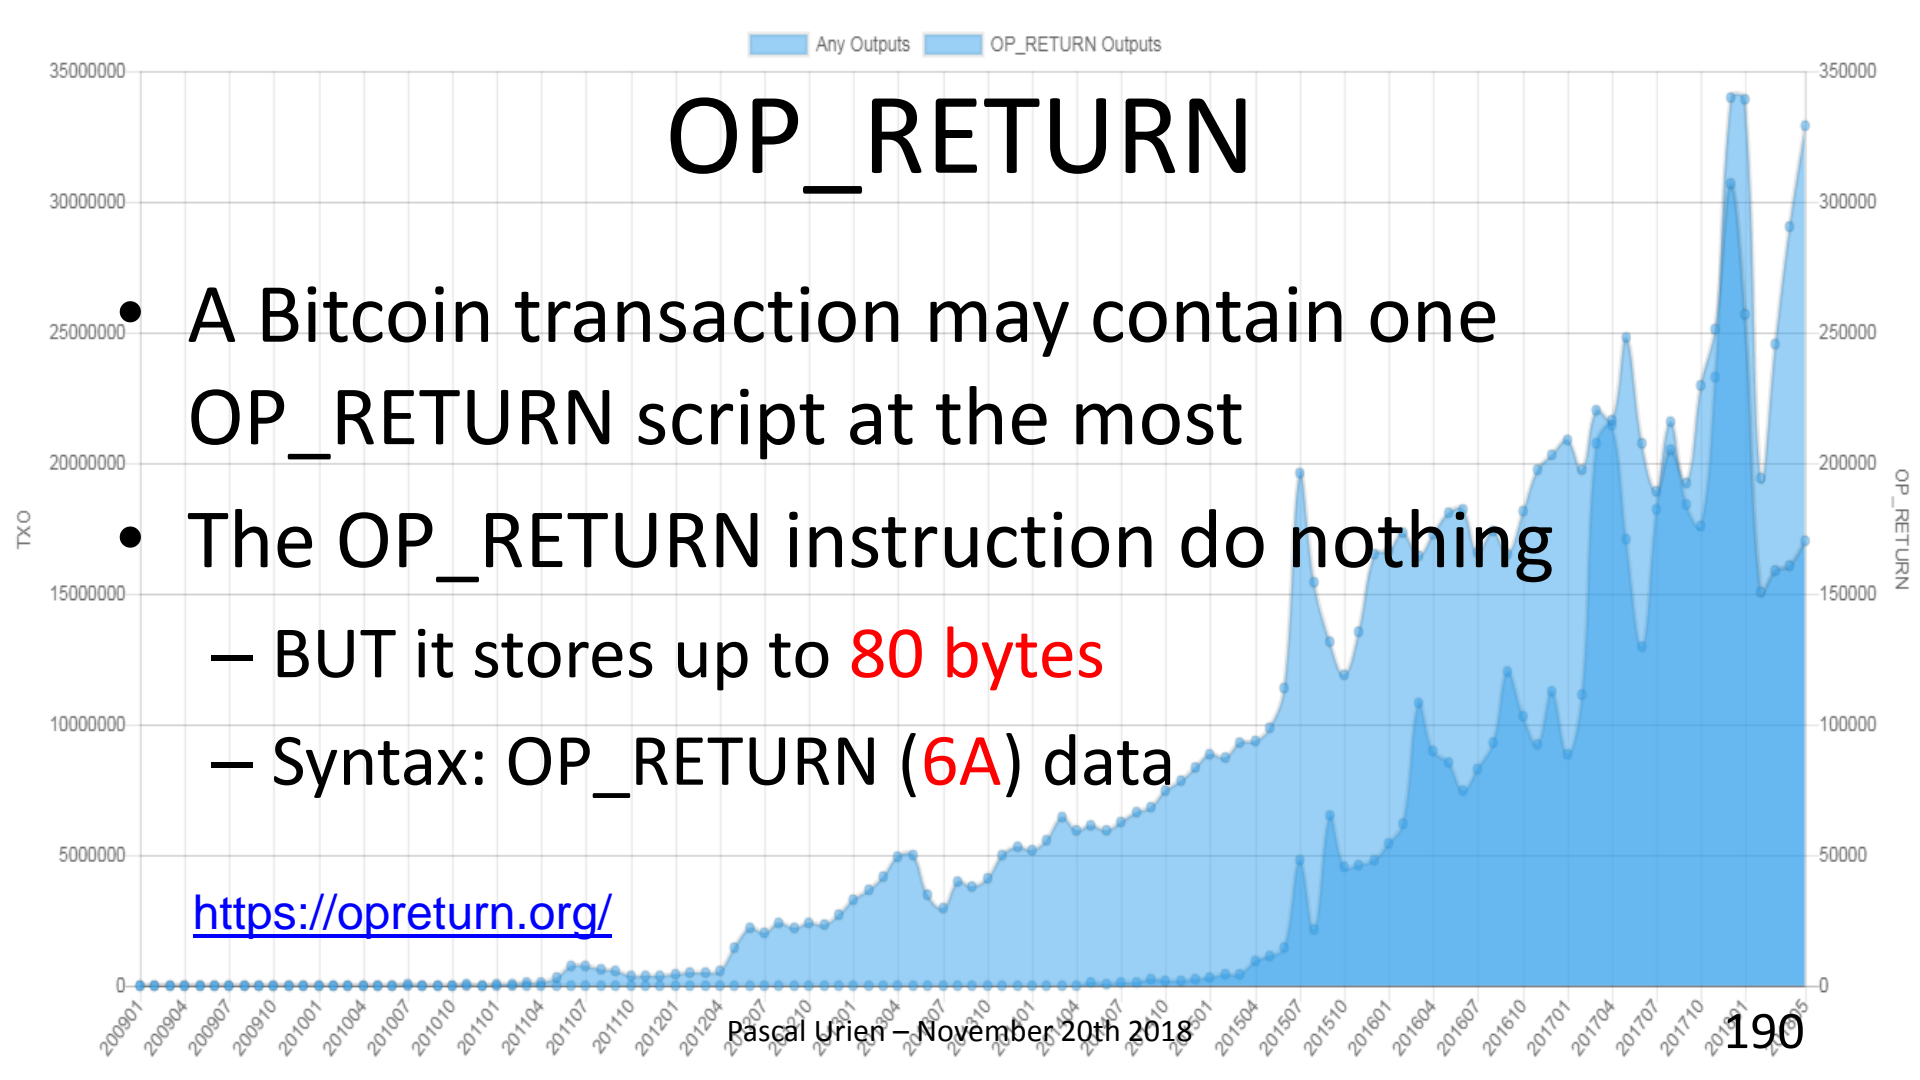 Any Outputs OP_RETURN Outputs
OP_RETURN
• A Bitcoin transaction may contain one
OP_RETURN script at the most
• The OP_RETURN instruction do nothing
– BUT it stores up to 80 bytes
– Syntax: OP_RETURN (6A) data
https://opreturn.org/
TXO
35000000
30000000
25000000
20000000
15000000
10000000
5000000
0
350000
300000
250000
200000
150000
100000
50000
0
OP_RETURN
200901 200904 200907 200910 201001 201004 201007 201010 201101 201104 201107 201110 201201 201204 201207 201501 201504 201507 201510 201601 201604 201607 201610 201701 201704 201707 201710
Pascal Urien – November 20th 2018
190